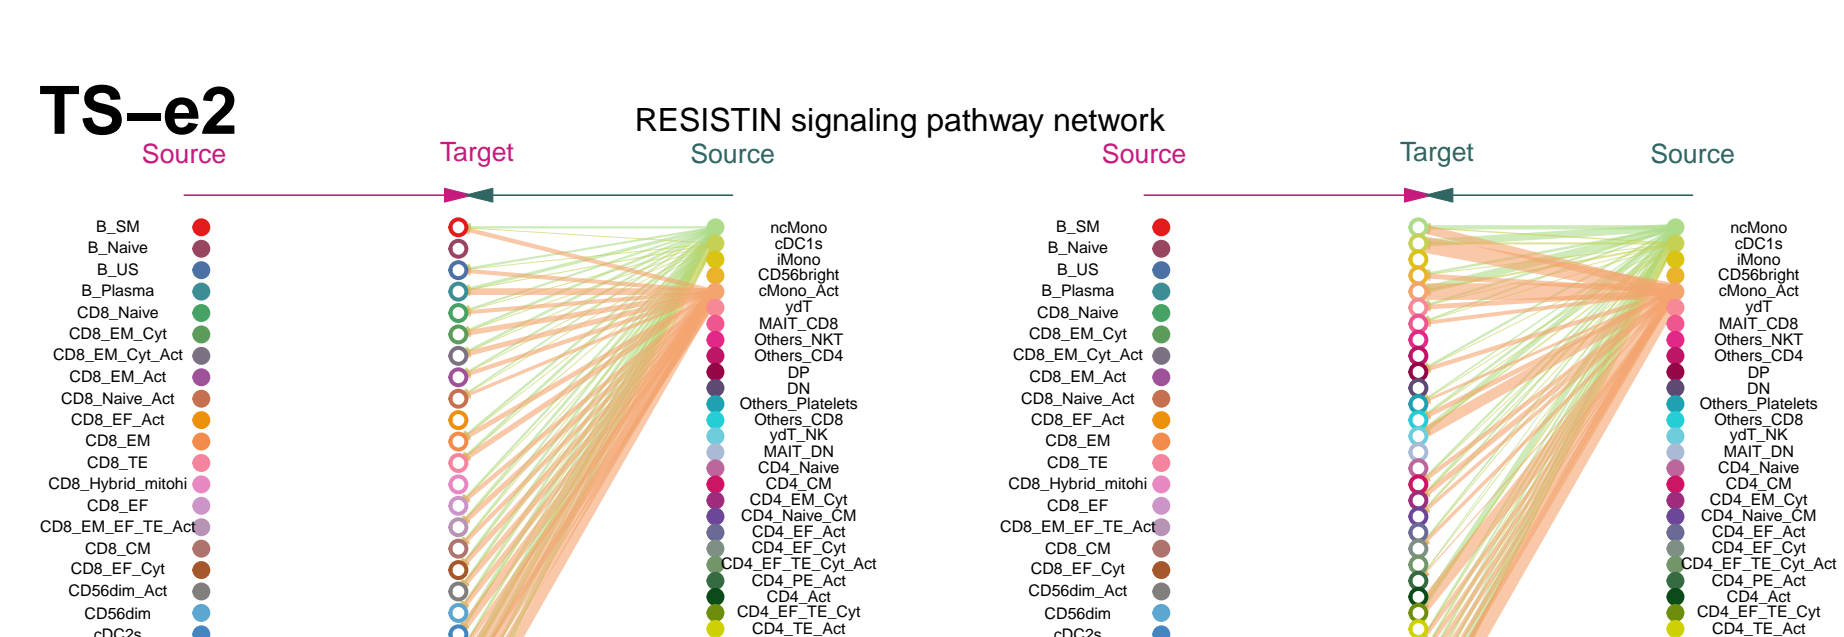 TS–e2
RESISTIN signaling pathway network
Source
Target
Source
Source
Target
Source
B_SM
B_Naive
B_US
B_Plasma
CD8_Naive
CD8_EM_Cyt
CD8_EM_Cyt_Act
CD8_EM_Act
CD8_Naive_Act
CD8_EF_Act
CD8_EM
CD8_TE
CD8_Hybrid_mitohi
CD8_EF
CD8_EM_EF_TE_Act
CD8_CM
CD8_EF_Cyt
CD56dim_Act
CD56dim
cDC2s
ncMono
cDC1s
iMono
CD56bright
cMono_Act
ydT
MAIT_CD8
Others_NKT
Others_CD4
DP
DN
Others_Platelets
Others_CD8
ydT_NK
MAIT_DN
CD4_Naive
CD4_CM
CD4_EM_Cyt
CD4_Naive_CM
CD4_EF_Act
CD4_EF_Cyt
CD4_EF_TE_Cyt_Act
CD4_PE_Act
CD4_Act
CD4_EF_TE_Cyt
CD4_TE_Act
B_SM
B_Naive
B_US
B_Plasma
CD8_Naive
CD8_EM_Cyt
CD8_EM_Cyt_Act
CD8_EM_Act
CD8_Naive_Act
CD8_EF_Act
CD8_EM
CD8_TE
CD8_Hybrid_mitohi
CD8_EF
CD8_EM_EF_TE_Act
CD8_CM
CD8_EF_Cyt
CD56dim_Act
CD56dim
cDC2s
ncMono
cDC1s
iMono
CD56bright
cMono_Act
ydT
MAIT_CD8
Others_NKT
Others_CD4
DP
DN
Others_Platelets
Others_CD8
ydT_NK
MAIT_DN
CD4_Naive
CD4_CM
CD4_EM_Cyt
CD4_Naive_CM
CD4_EF_Act
CD4_EF_Cyt
CD4_EF_TE_Cyt_Act
CD4_PE_Act
CD4_Act
CD4_EF_TE_Cyt
CD4_TE_Act